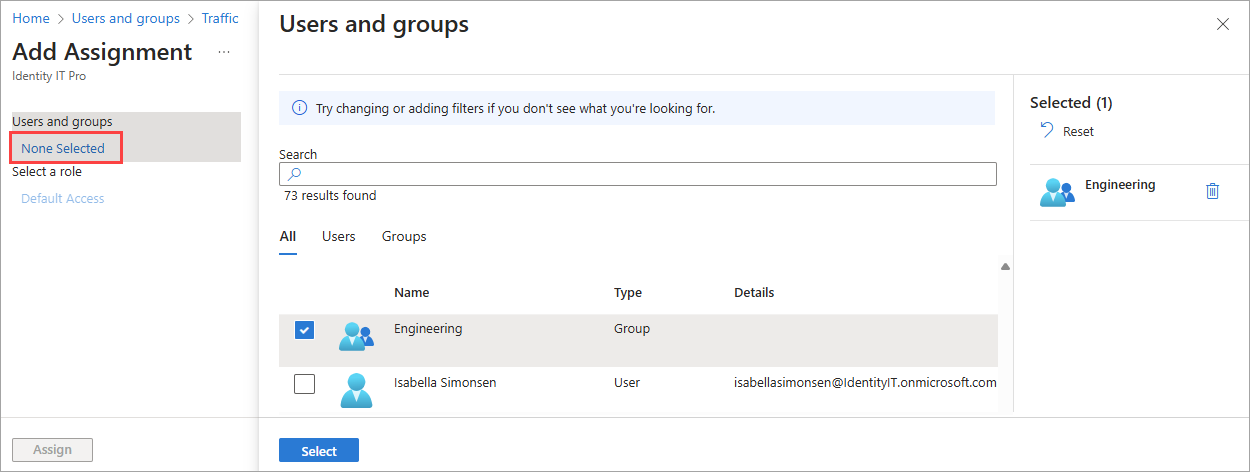 Home > Users and groups > Traffic
Add Assignment ...
Identity IT Pro
Users and groups
None Selected
Select a role
Default Access
Assign
Users and groups
Try changing or adding filters if you don't see what you're looking for.
Search
73 results found
All Users Groups
Name Type Details
Engineering Group
Isabella Simonsen User isabellasimonsen@IdentityIT.onmicrosoft.com
Select
Selected (1)
Reset
Engineering